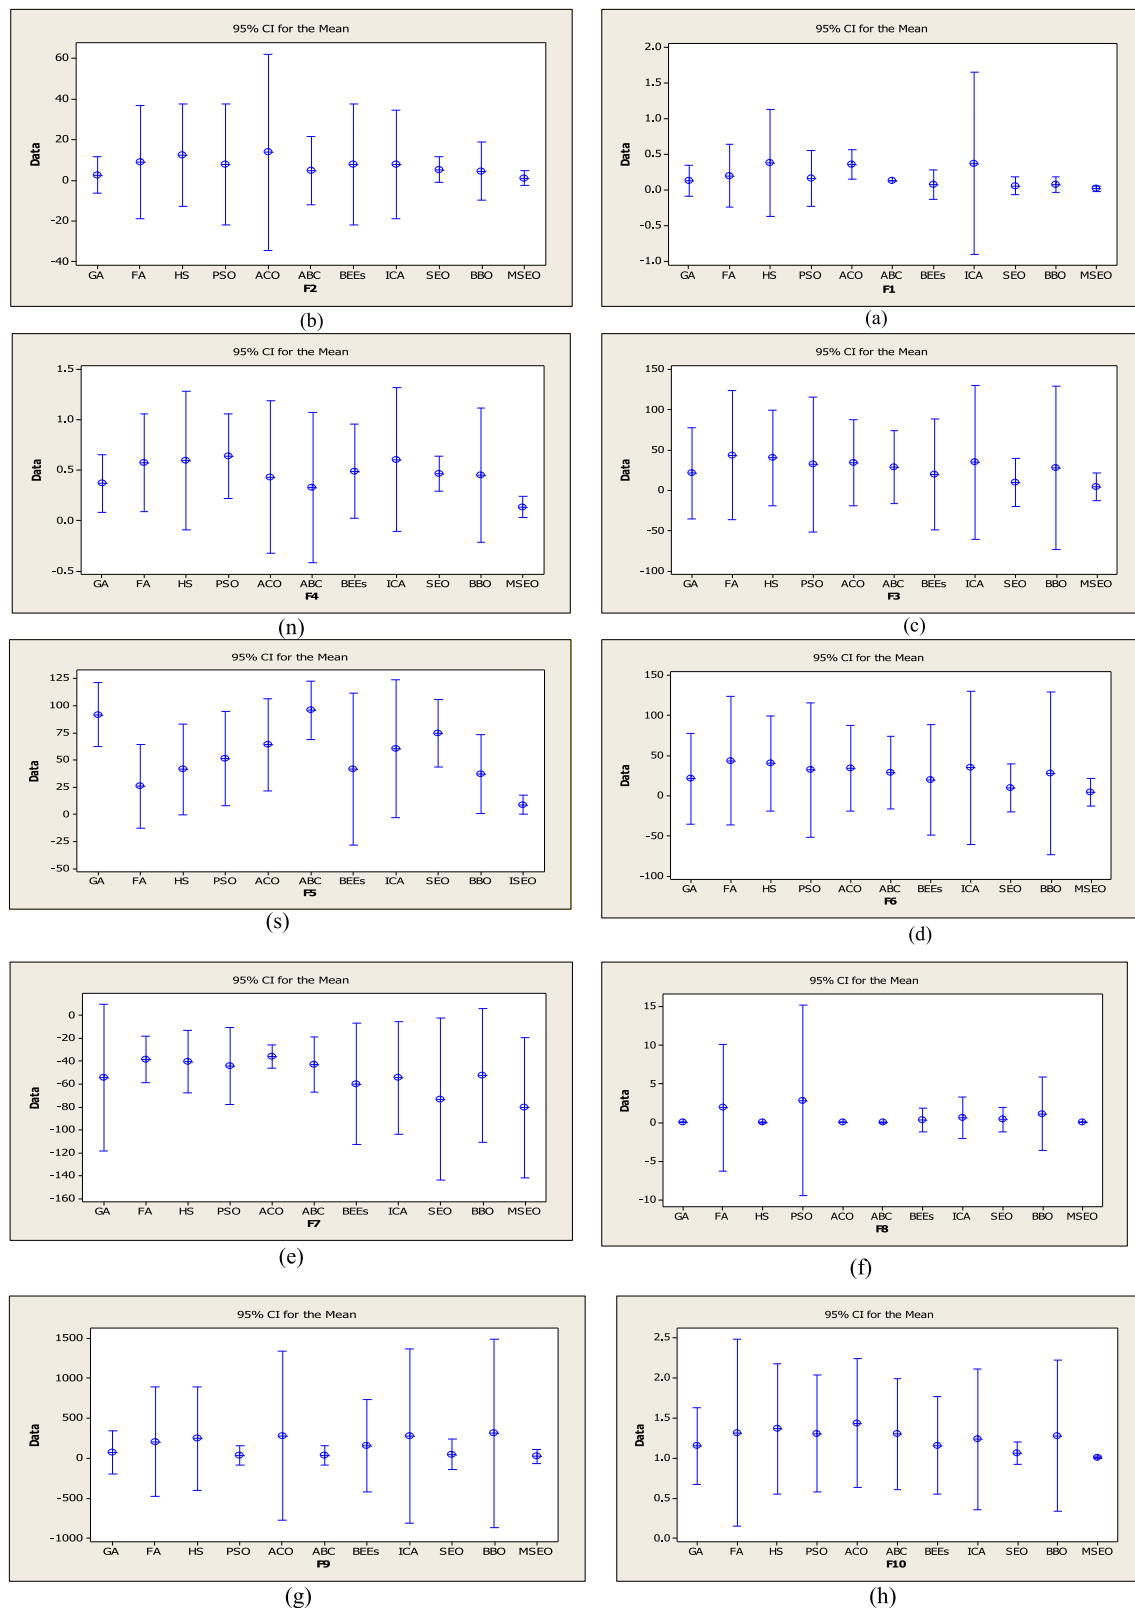 95% CI for the Mean
Data
60
40
20
0
-20
-40
GA FA HS PSO ACO ABC BEEs ICA SEO BBO MSEO
F2
(b)
95% CI for the Mean
Data
2.0
1.5
1.0
0.5
0.0
-0.5
-1.0
GA FA HS PSO ACO ABC BEEs ICA SEO BBO MSEO
F1
(a)
95% CI for the Mean
Data
1.5
1.0
0.5
0.0
-0.5
GA FA HS PSO ACO ABC BEEs ICA SEO BBO MSEO
F4
(n)
95% CI for the Mean
Data
150
100
50
0
-50
-100
GA FA HS PSO ACO ABC BEEs ICA SEO BBO MSEO
F3
(c)
95% CI for the Mean
Data
125
100
75
50
25
0
-25
-50
GA FA HS PSO ACO ABC BEEs ICA SEO BBO ISEO
F5
(s)
95% CI for the Mean
Data
150
100
50
0
-50
-100
GA FA HS PSO ACO ABC BEEs ICA SEO BBO MSEO
F6
(d)
95% CI for the Mean
Data
0
-20
-40
-60
-80
-100
-120
-140
-160
GA FA HS PSO ACO ABC BEEs ICA SEO BBO MSEO
F7
(e)
95% CI for the Mean
Data
15
10
5
0
-5
-10
GA FA HS PSO ACO ABC BEEs ICA SEO BBO MSEO
F8
(f)
95% CI for the Mean
Data
1500
1000
500
0
-500
-1000
GA FA HS PSO ACO ABC BEEs ICA SEO BBO MSEO
F9
(g)
95% CI for the Mean
Data
2.5
2.0
1.5
1.0
0.5
0.0
GA FA HS PSO ACO ABC BEEs ICA SEO BBO MSEO
F10
(h)